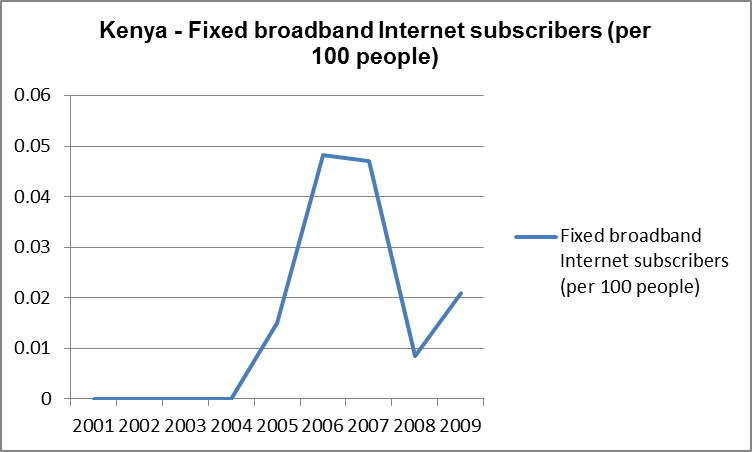 Kenya - Fixed broadband Internet subscribers (per
100 people)
0.06
0.05
0.04
0.03
0.02
0.01
0
2001 2002 2003 2004 2005 2006 2007 2008 2009
Fixed broadband
Internet subscribers
(per 100 people)